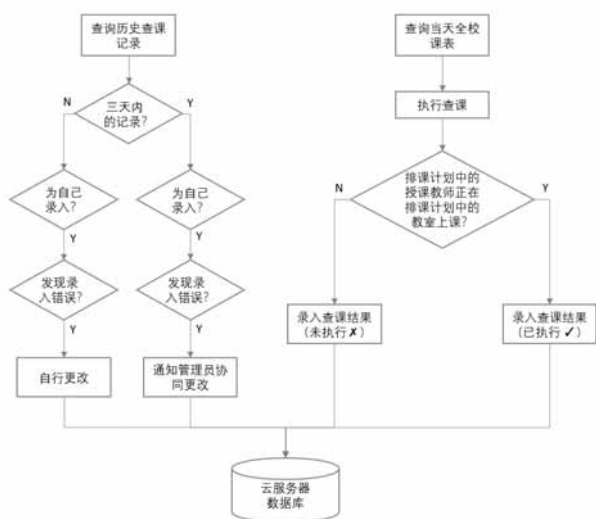 查询历史查课
记录
N
Y
三天内
的记录?
为自己
录入?
Y
发现录
入错误?
Y
自行更改
为自己
录入?
Y
发现录
入错误?
Y
通知管理员协
同更改
查询当天全校
课表
执行查课
N
Y
排课计划中的
授课教师正在
排课计划中的
教室上课?
录入查课结果
(未执行✗)
录入查课结果
(已执行✓)
云服务器
数据库